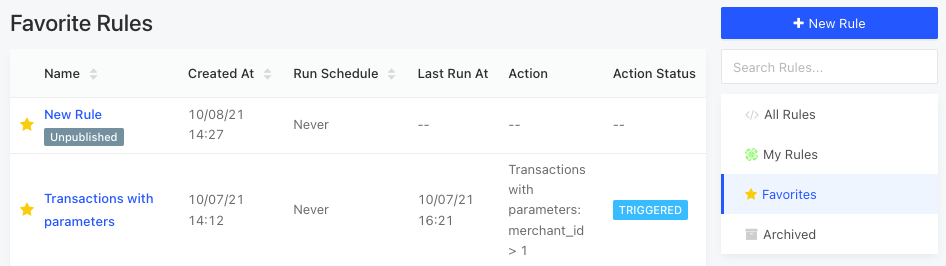 Favorite Rules
+ New Rule
Search Rules...
Name Created At Run Schedule Last Run At Action Action Status
New Rule
Unpublished
10/08/21
14:27
Never
--
--
--
Transactions with
parameters
10/07/21
14:12
Never
10/07/21
16:21
Transactions
with
parameters:
merchant_id
> 1
TRIGGERED
</> All Rules
My Rules
Favorites
Archived